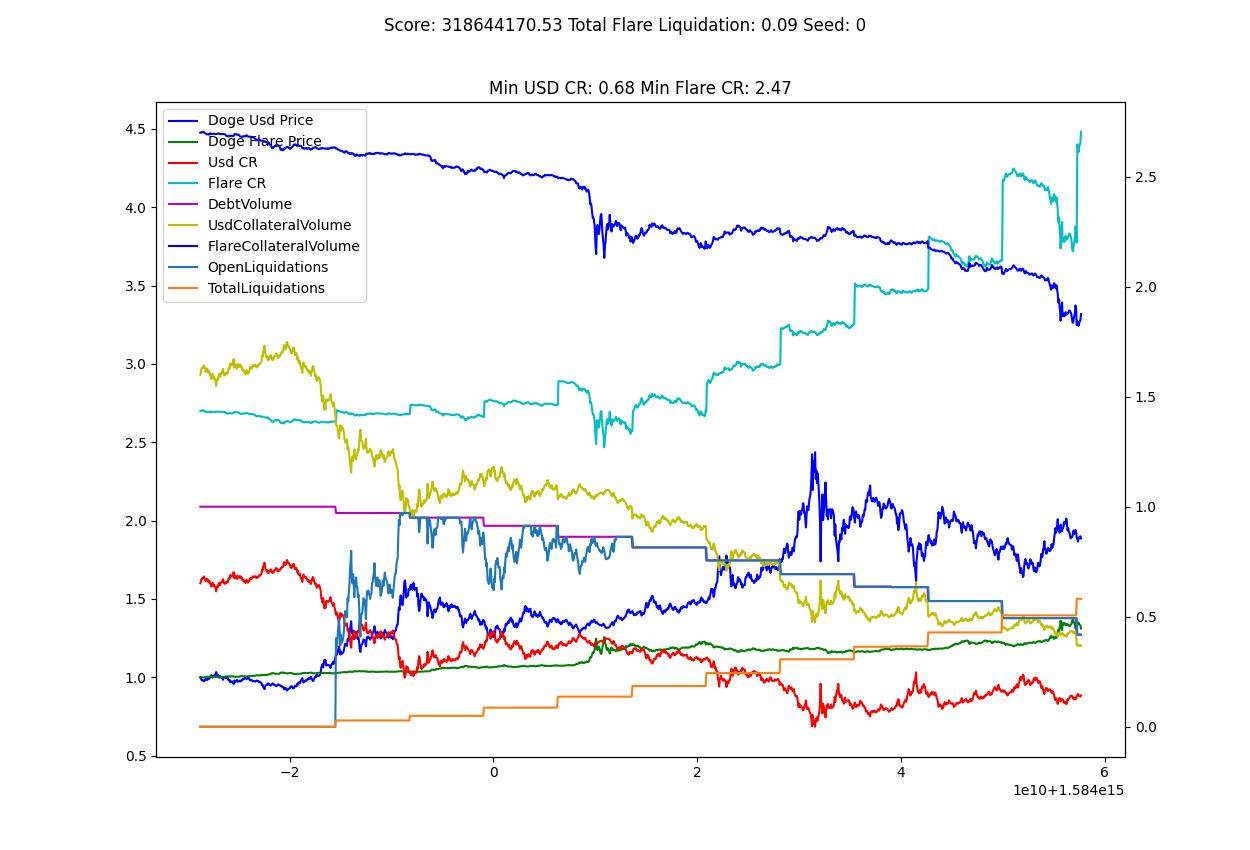 Score: 318644170.53 Total Flare Liquidation: 0.09 Seed: 0
Min USD CR: 0.68 Min Flare CR: 2.47
Doge Usd Price
Doge Flare Price
Usd CR
Flare CR
DebtVolume
UsdCollateralVolume
FlareCollateralVolume
OpenLiquidations
TotalLiquidations
4.5
4.0
3.5
3.0
2.5
2.0
1.5
1.0
0.5
2.5
2.0
1.5
1.0
0.5
0.0
−2
0
2
4
6
1e10+1.584e15